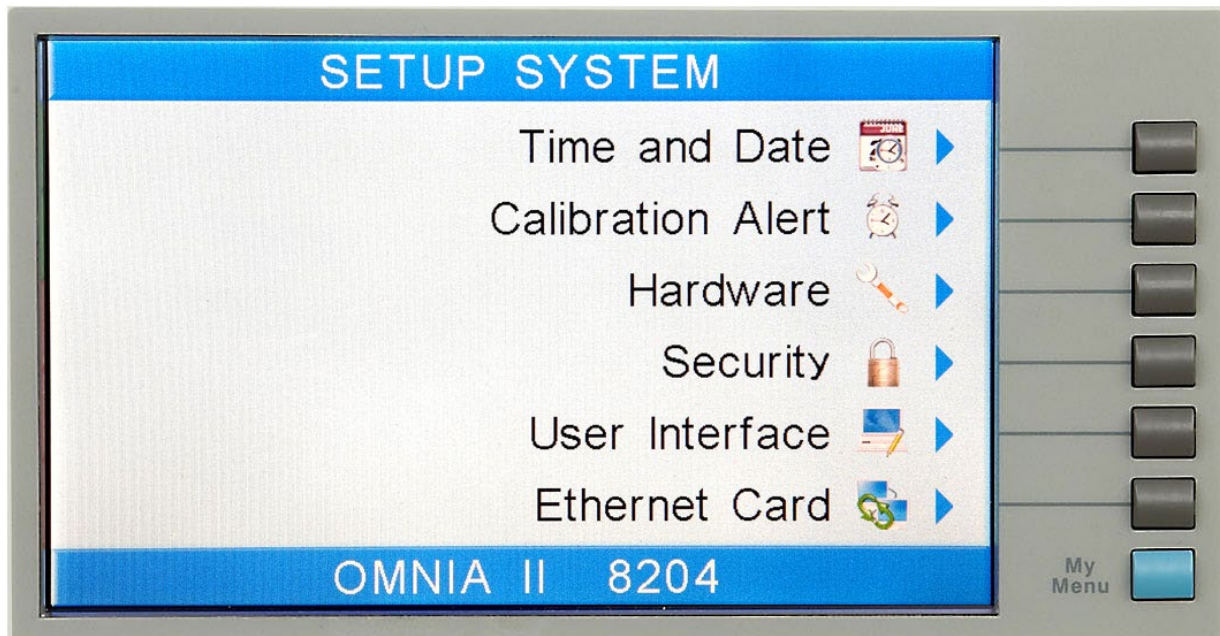 SETUP SYSTEM
Time and Date
Calibration Alert
Hardware
Security
User Interface
Ethernet Card
OMNIA II 8204
My
Menu